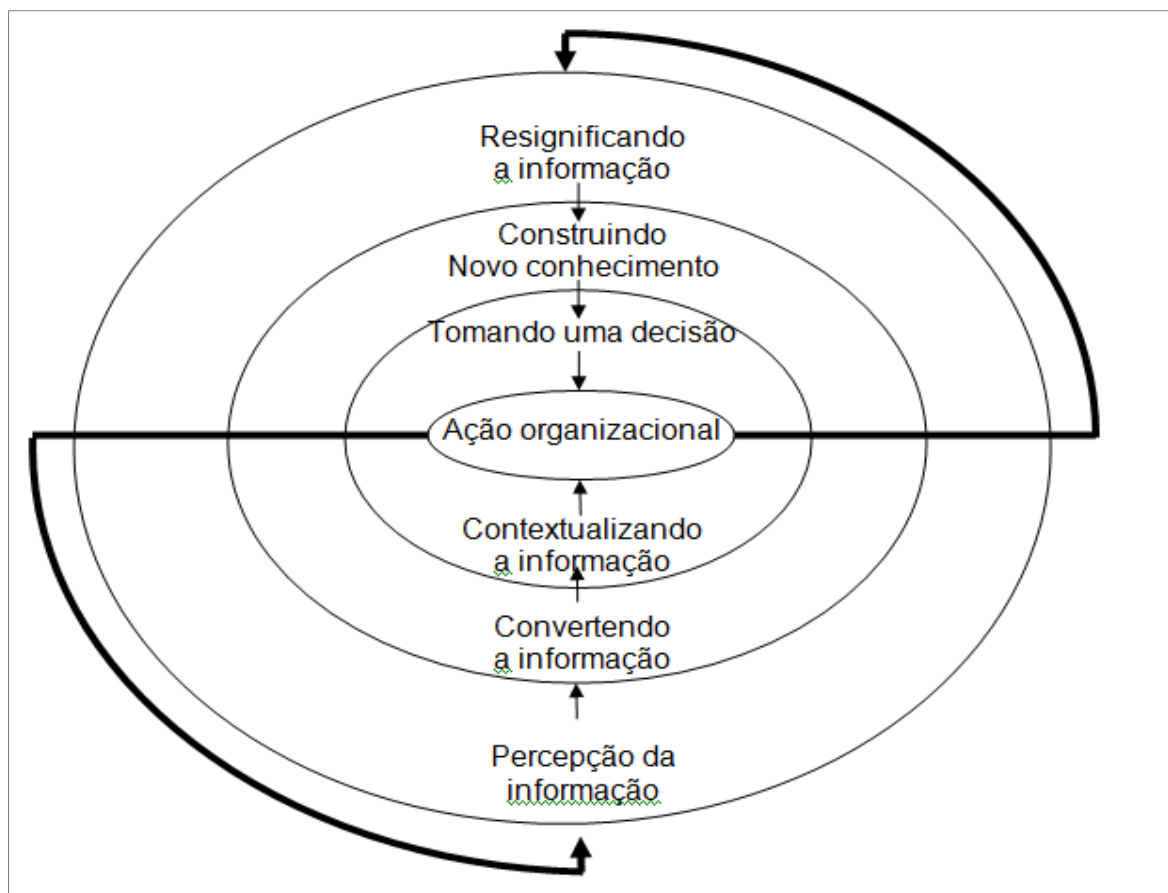 Resignificando
a informação
Construindo
Novo conhecimento
Tomando uma decisão
Ação organizacional
Contextualizando
a informação
Convertendo
a informação
Percepção da
informação